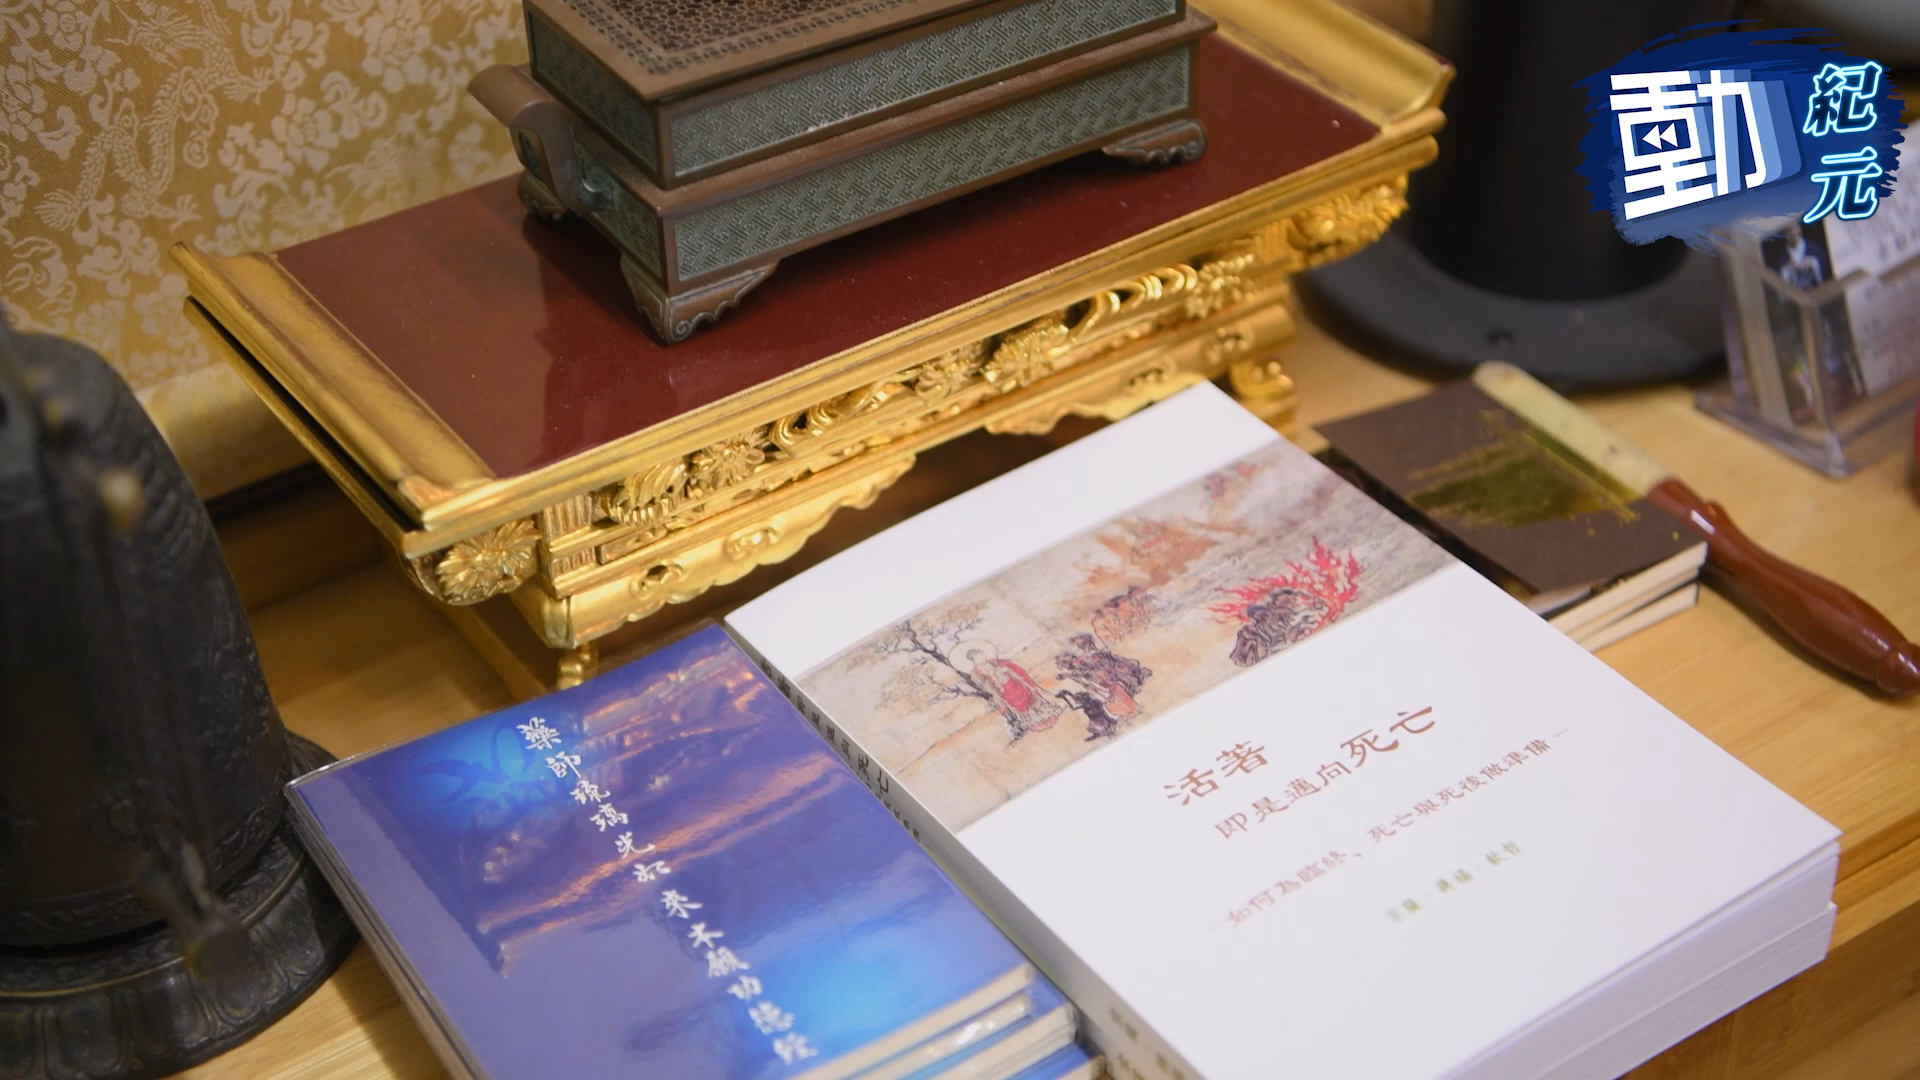 動
紀元
藥師琉璃光如來本願功德經
活著
即是邁向死亡
—如何為臨終、死亡與死後做準備—